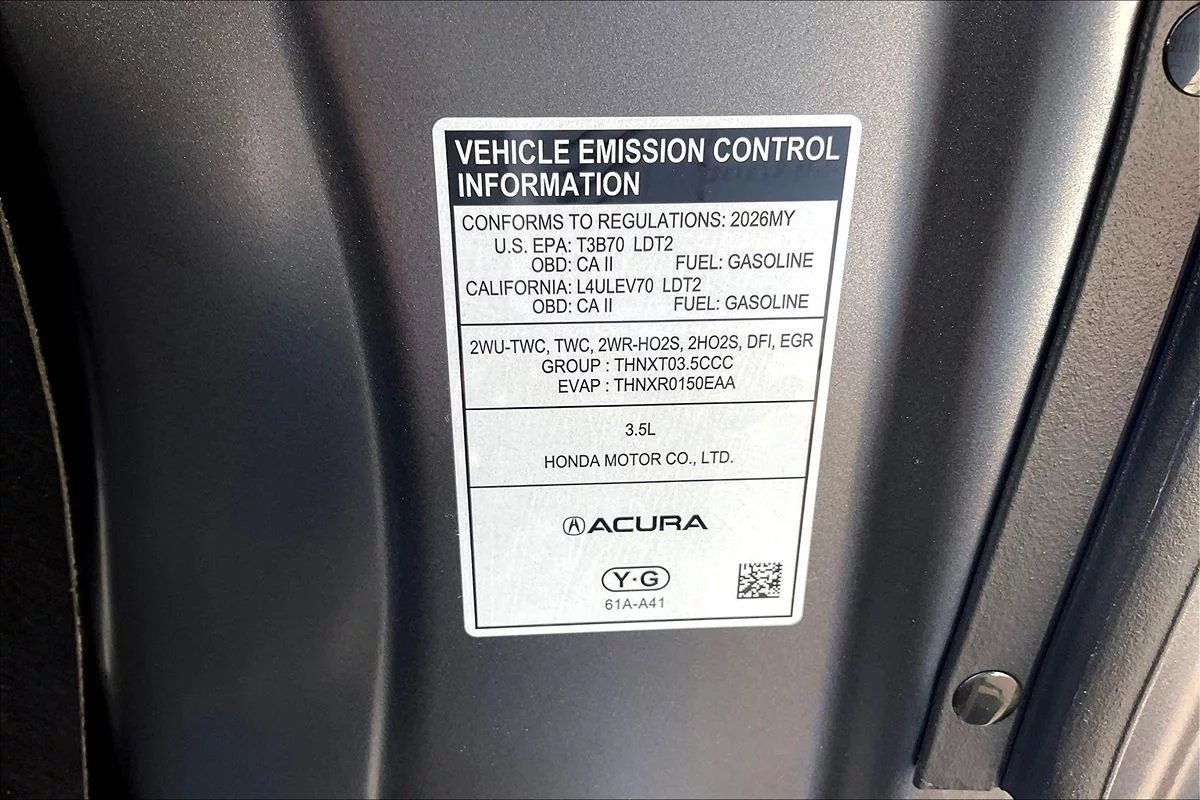 VEHICLE EMISSION CONTROL
INFORMATION
CONFORMS TO REGULATIONS: 2026MY
U.S. EPA: T3B70 LDT2
OBD: CA II FUEL: GASOLINE
CALIFORNIA: L4ULEV70 LDT2
OBD: CA II FUEL: GASOLINE
2WU-TWC, TWC, 2WR-HO2S, 2HO2S, DFI, EGR
GROUP : THNXT03.5CCC
EVAP : THNXR0150EAA
3.5L
HONDA MOTOR CO., LTD.
ACURA
Y·G
61A-A41